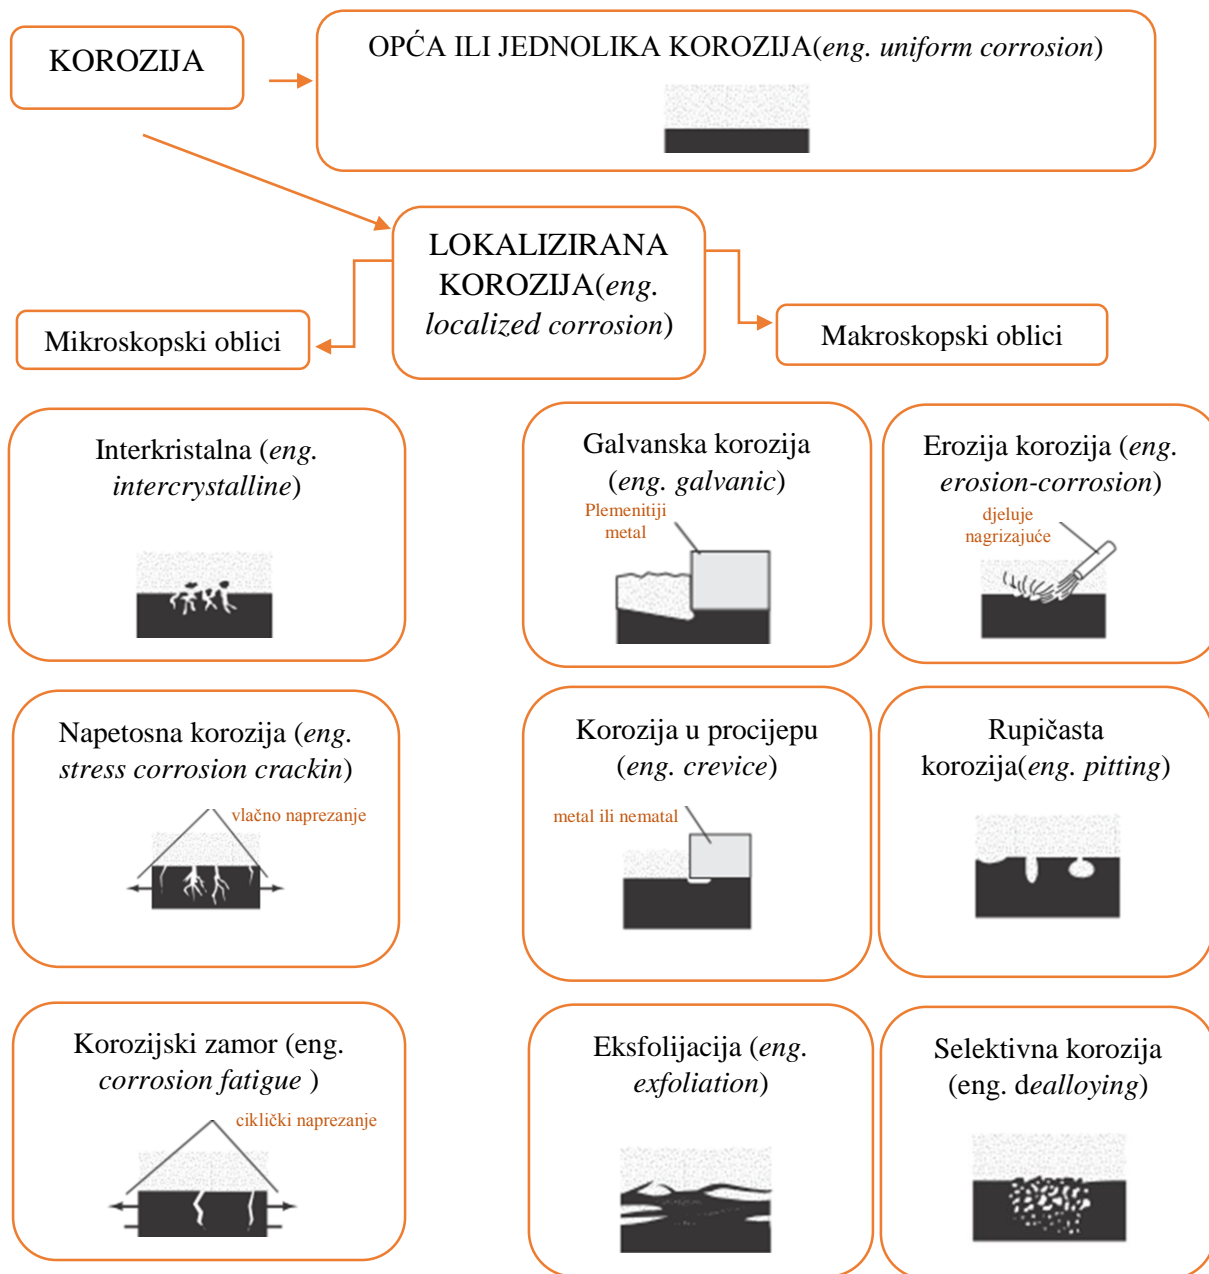 KOROZIJA
OPĆA ILI JEDNOLIKA KOROZIJA(eng. uniform corrosion)
LOKALIZIRANA
KOROZIJA(eng.
localized corrosion)
Mikroskopski oblici
Makroskopski oblici
Interkristalna (eng.
intercrystalline)
Galvanska korozija
(eng. galvanic)
Plemenitiji
metal
Erozija korozija (eng.
erosion-corrosion)
djeluje
nagrizajuće
Napetosna korozija (eng.
stress corrosion crackin)
vlačno naprezanje
Korozija u procijepu
(eng. crevice)
metal ili nematal
Rupičasta
korozija(eng. pitting)
Korozijski zamor (eng.
corrosion fatigue )
ciklički naprezanje
Eksfolijacija (eng.
exfoliation)
Selektivna korozija
(eng. dealloying)